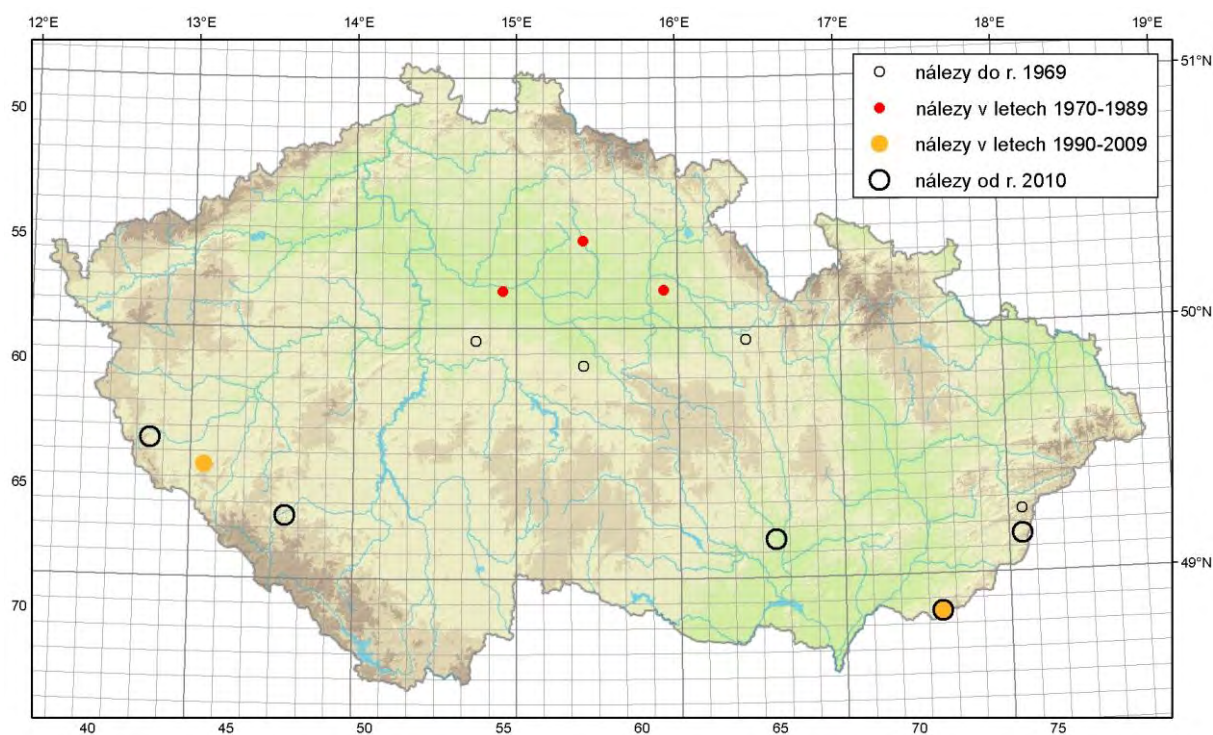 12°E 13°E 14°E 15°E 16°E 17°E 18°E 19°E
nálezy do r. 1969
nálezy v letech 1970-1989
nálezy v letech 1990-2009
nálezy od r. 2010
51°N
50
55
50°N
60
65
49°N
70
40 45 50 55 60 65 70 75